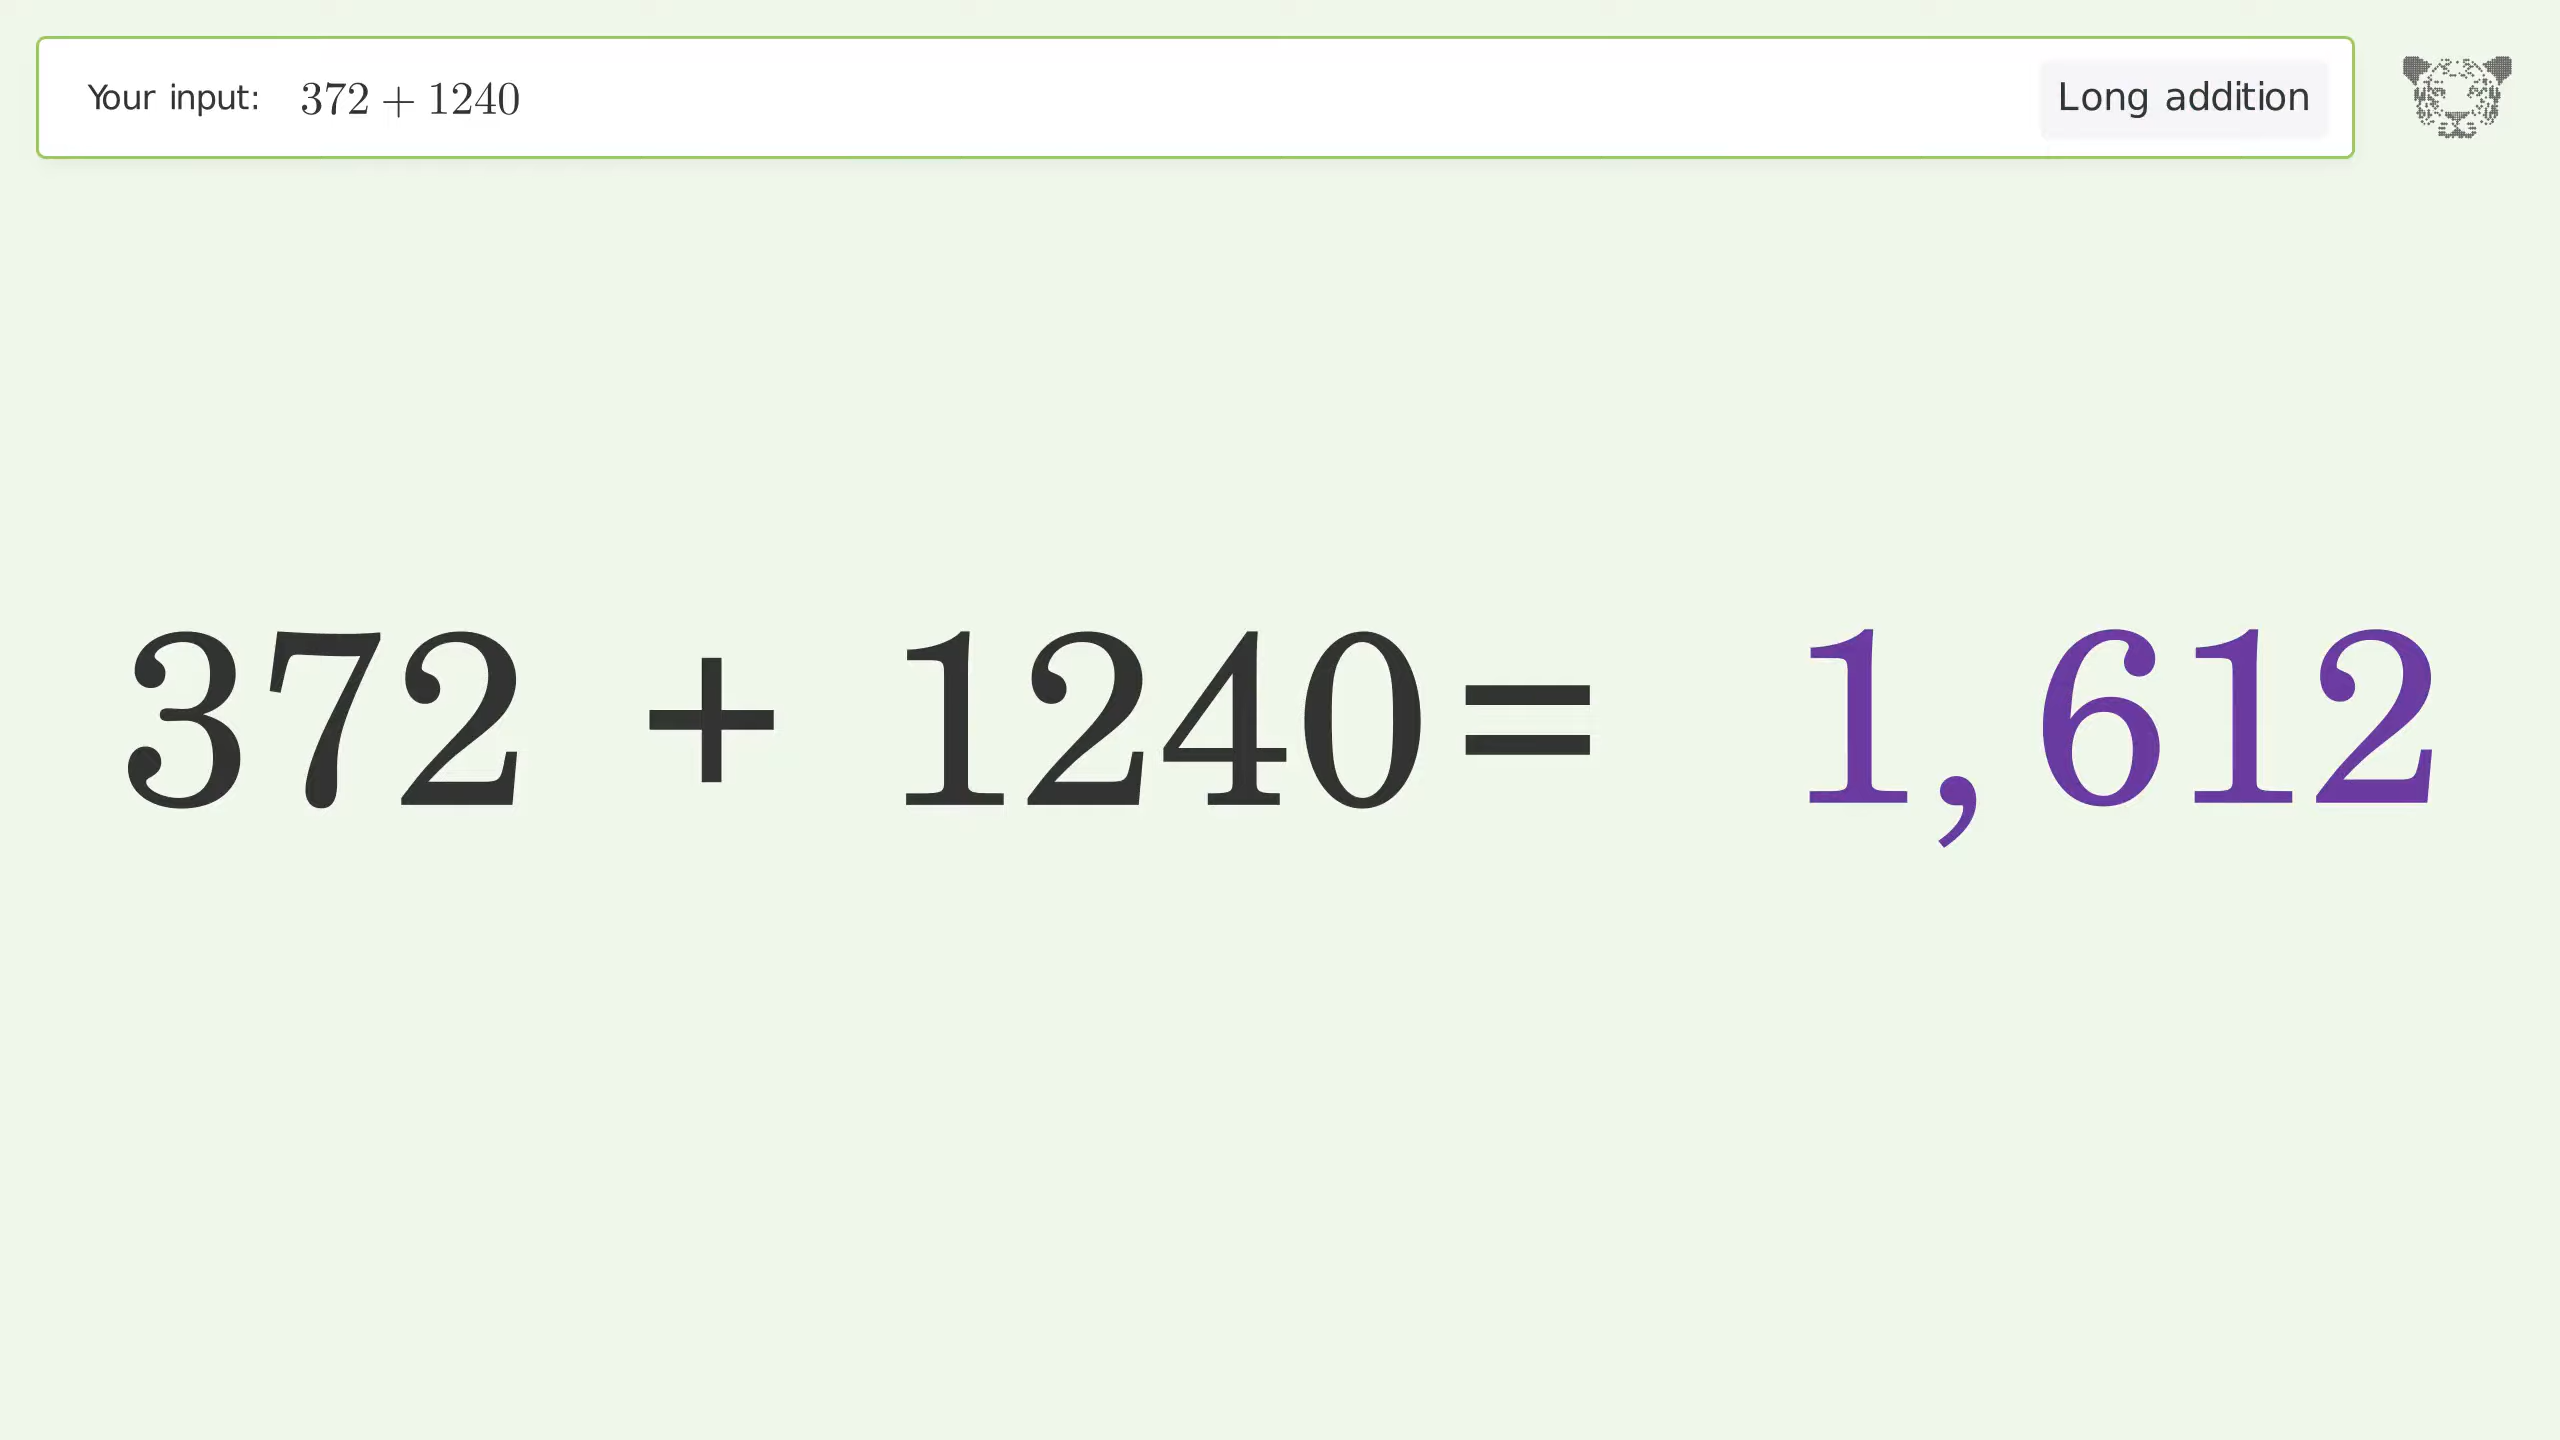 Your input: 372 + 1240 Long addition
372 + 1240 = 1,612